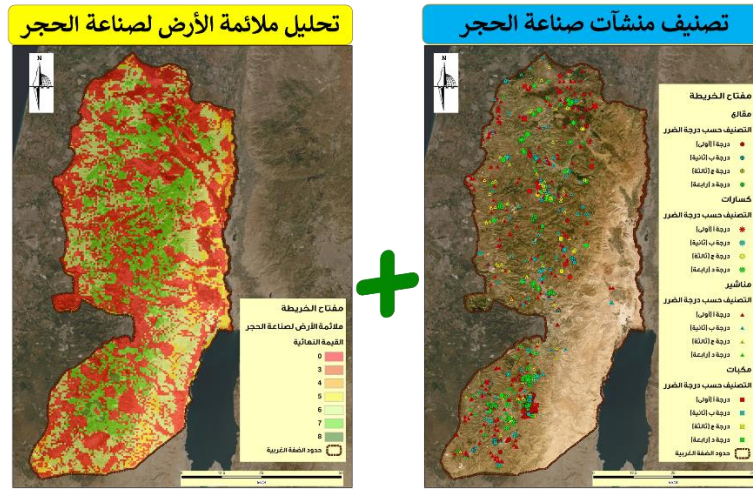 تحليل ملائمة الأرض لصناعة الحجر
تصنيف منشآت صناعة الحجر
N
مفتاح الخريطة
ملائمة الأرض لصناعة الحجر
القيمة النهائية
0
3
4
5
6
7
8
حدود الضفة الغربية
N
مفتاح الخريطة
مقالع
التصنيف حسب درجة الضرر
درجة أ (أولى)
درجة ب (ثانية)
درجة ج (ثالثة)
درجة د (رابعة)
كسارات
التصنيف حسب درجة الضرر
درجة أ (أولى)
درجة ب (ثانية)
درجة ج (ثالثة)
درجة د (رابعة)
مناشير
التصنيف حسب درجة الضرر
درجة أ (أولى)
درجة ب (ثانية)
درجة ج (ثالثة)
درجة د (رابعة)
مكبات
التصنيف حسب درجة الضرر
درجة أ (أولى)
درجة ب (ثانية)
درجة ج (ثالثة)
درجة د (رابعة)
حدود الضفة الغربية